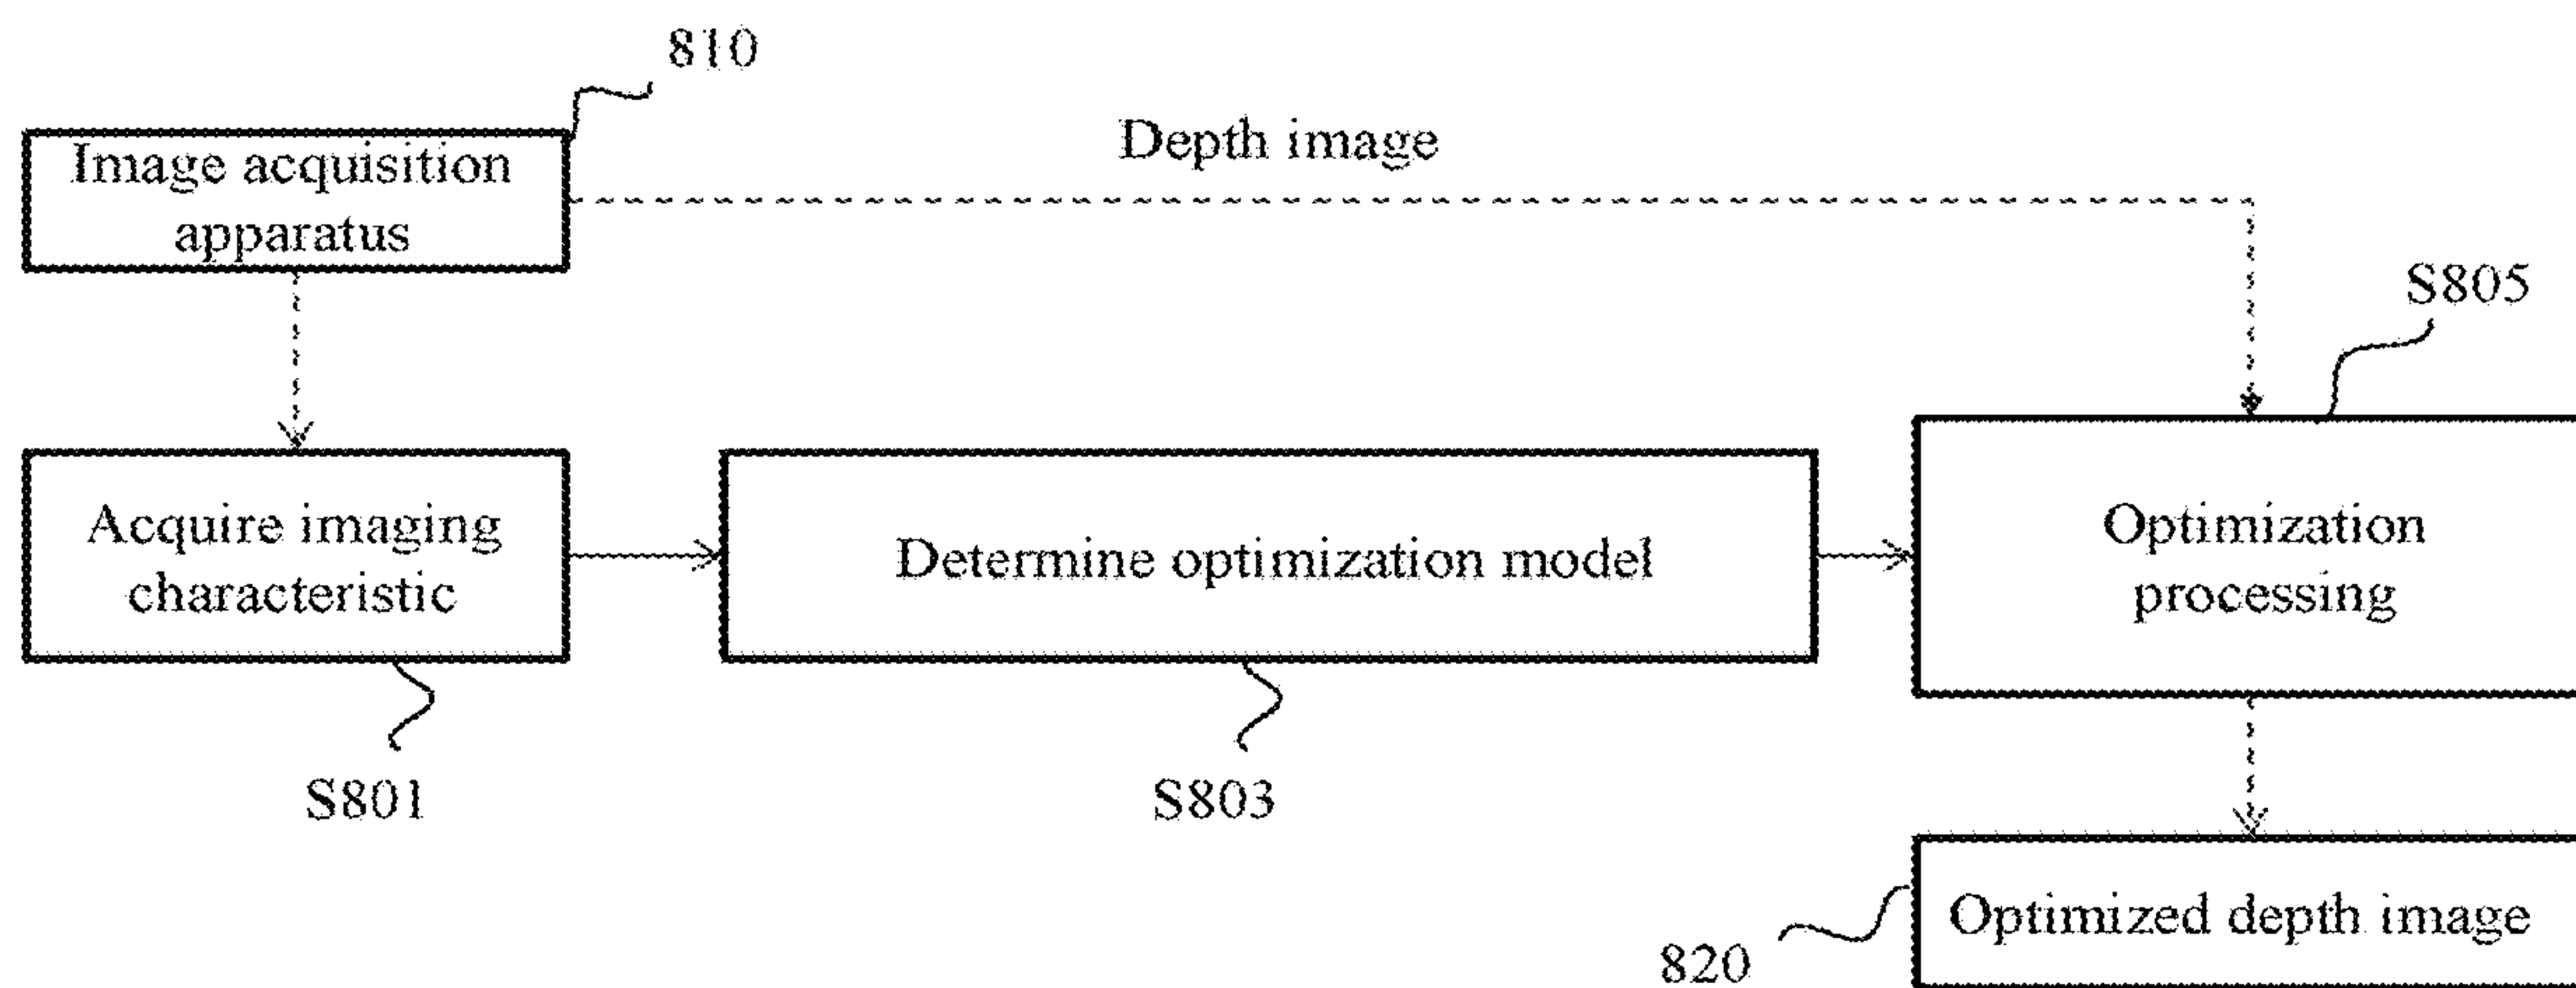 810
Image acquisition
apparatus
Depth image
S805
Acquire imaging
characteristic
Determine optimization model
Optimization
processing
S801
S803
Optimized depth image
820